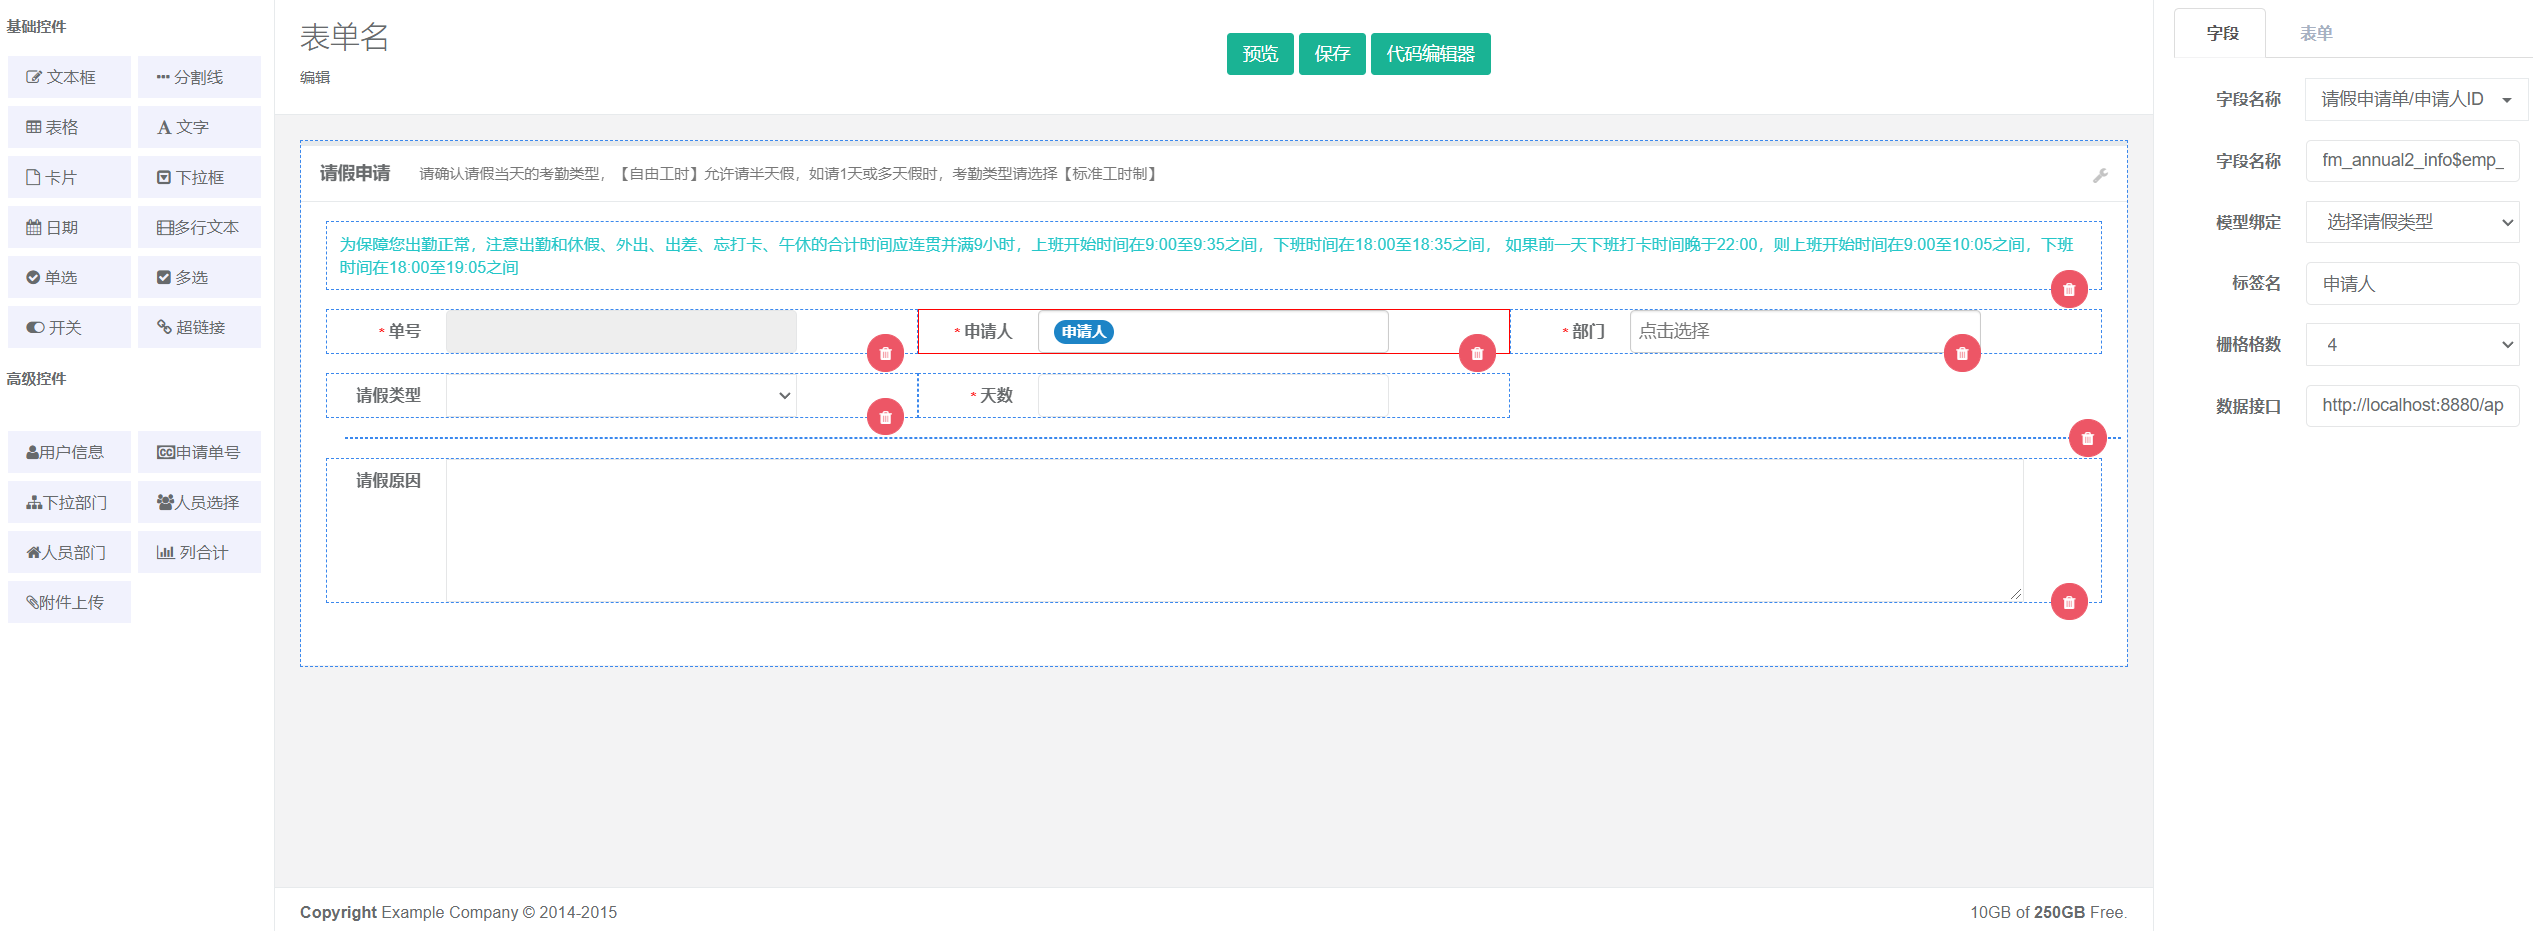 基础控件
文本框
分割线
表格
文字
卡片
下拉框
日期
多行文本
单选
多选
开关
超链接
高级控件
用户信息
申请单号
下拉部门
人员选择
人员部门
列合计
附件上传
表单名
编辑
预览
保存
代码编辑器
请假申请 请确认请假当天的考勤类型，【自由工时】允许请半天假，如请1天或多天假时，考勤类型请选择【标准工时制】
为保障您出勤正常，注意出勤和休假、外出、出差、忘打卡、午休的合计时间应连贯并满9小时，上班开始时间在9:00至9:35之间，下班时间在18:00至18:35之间， 如果前一天下班打卡时间晚于22:00，则上班开始时间在9:00至10:05之间，下班
时间在18:00至19:05之间
* 单号
* 申请人 申请人
* 部门 点击选择
请假类型
* 天数
请假原因
Copyright Example Company © 2014-2015
10GB of 250GB Free.
字段
表单
字段名称 请假申请单/申请人ID
字段名称 fm_annual2_info$emp_
模型绑定 选择请假类型
标签名 申请人
栅格格数 4
数据接口 http://localhost:8880/ap